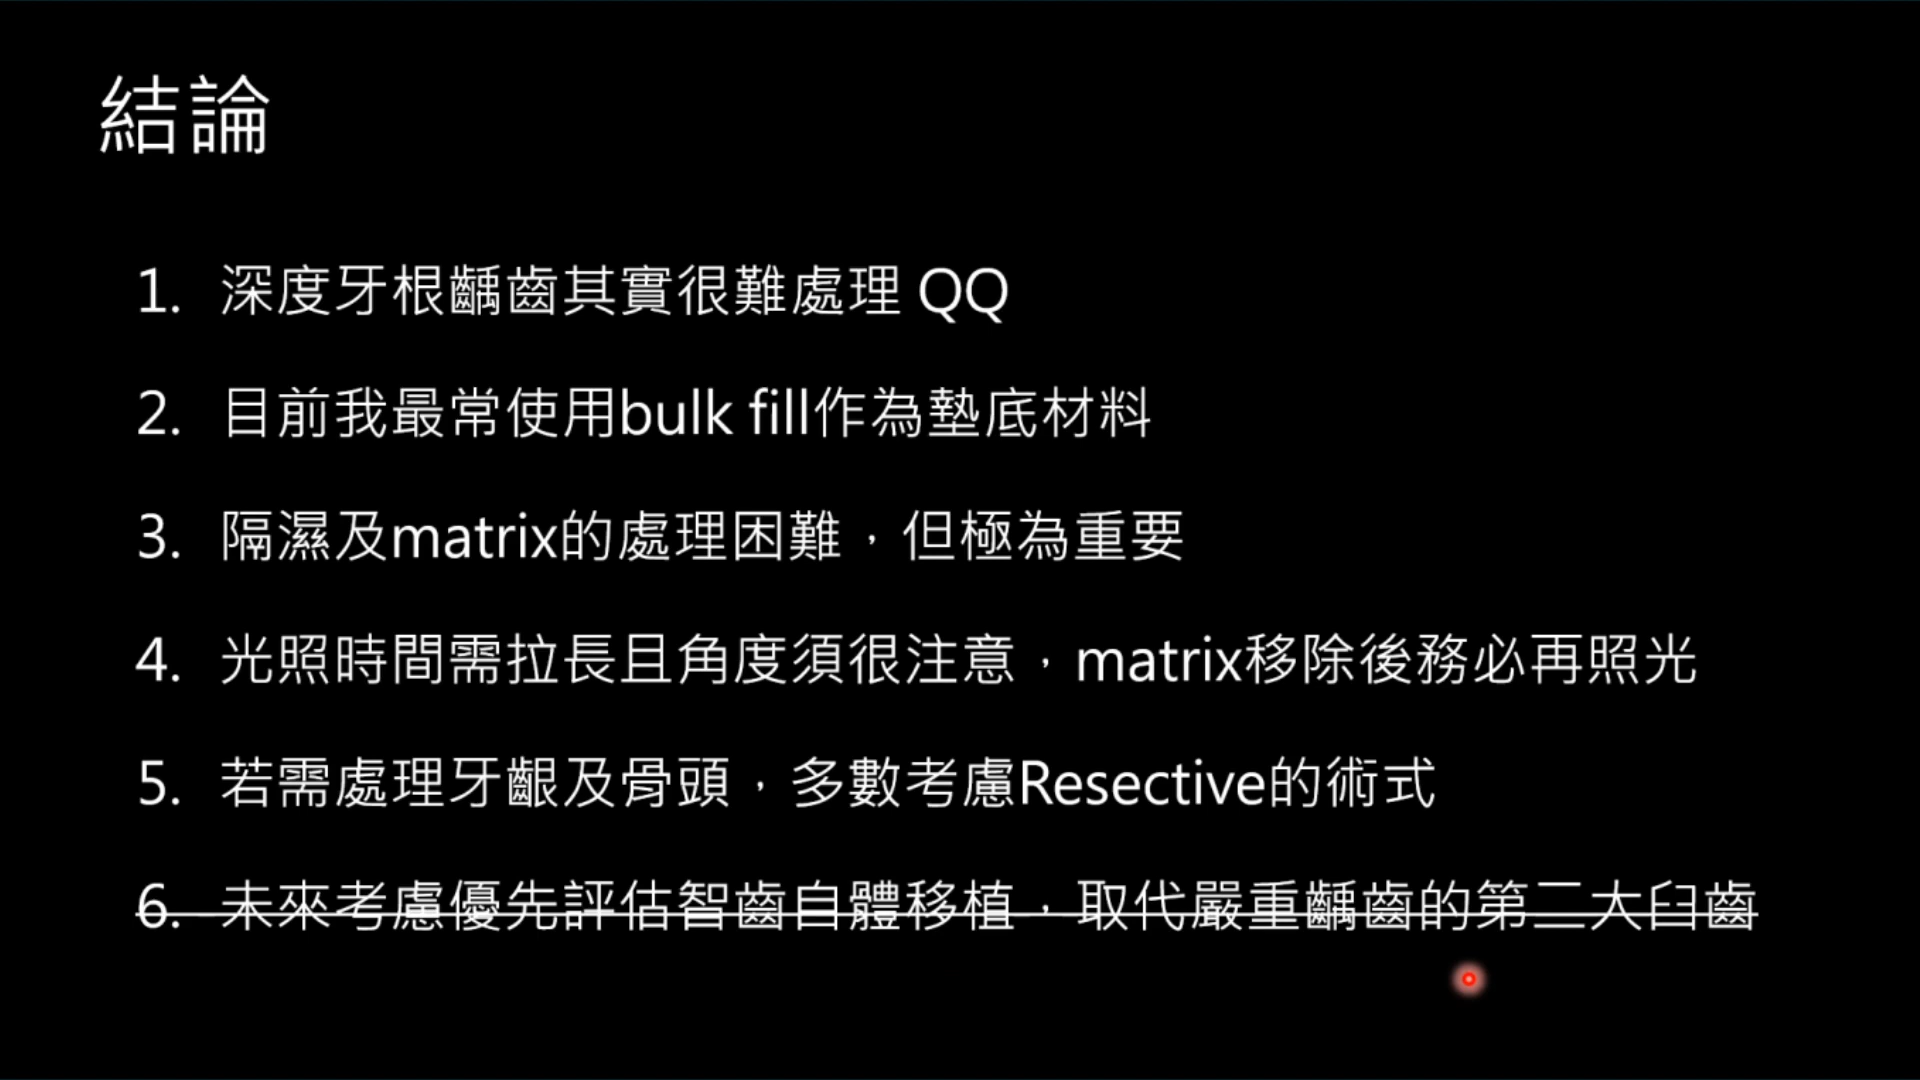 結論
1. 深度牙根齲齒其實很難處理 QQ
2. 目前我最常使用bulk fill作為墊底材料
3. 隔濕及matrix的處理困難，但極為重要
4. 光照時間需拉長且角度須很注意，matrix移除後務必再照光
5. 若需處理牙齦及骨頭，多數考慮Resective的術式
6. 未來考慮優先評估智齒自體移植，取代嚴重齲齒的第二大臼齒